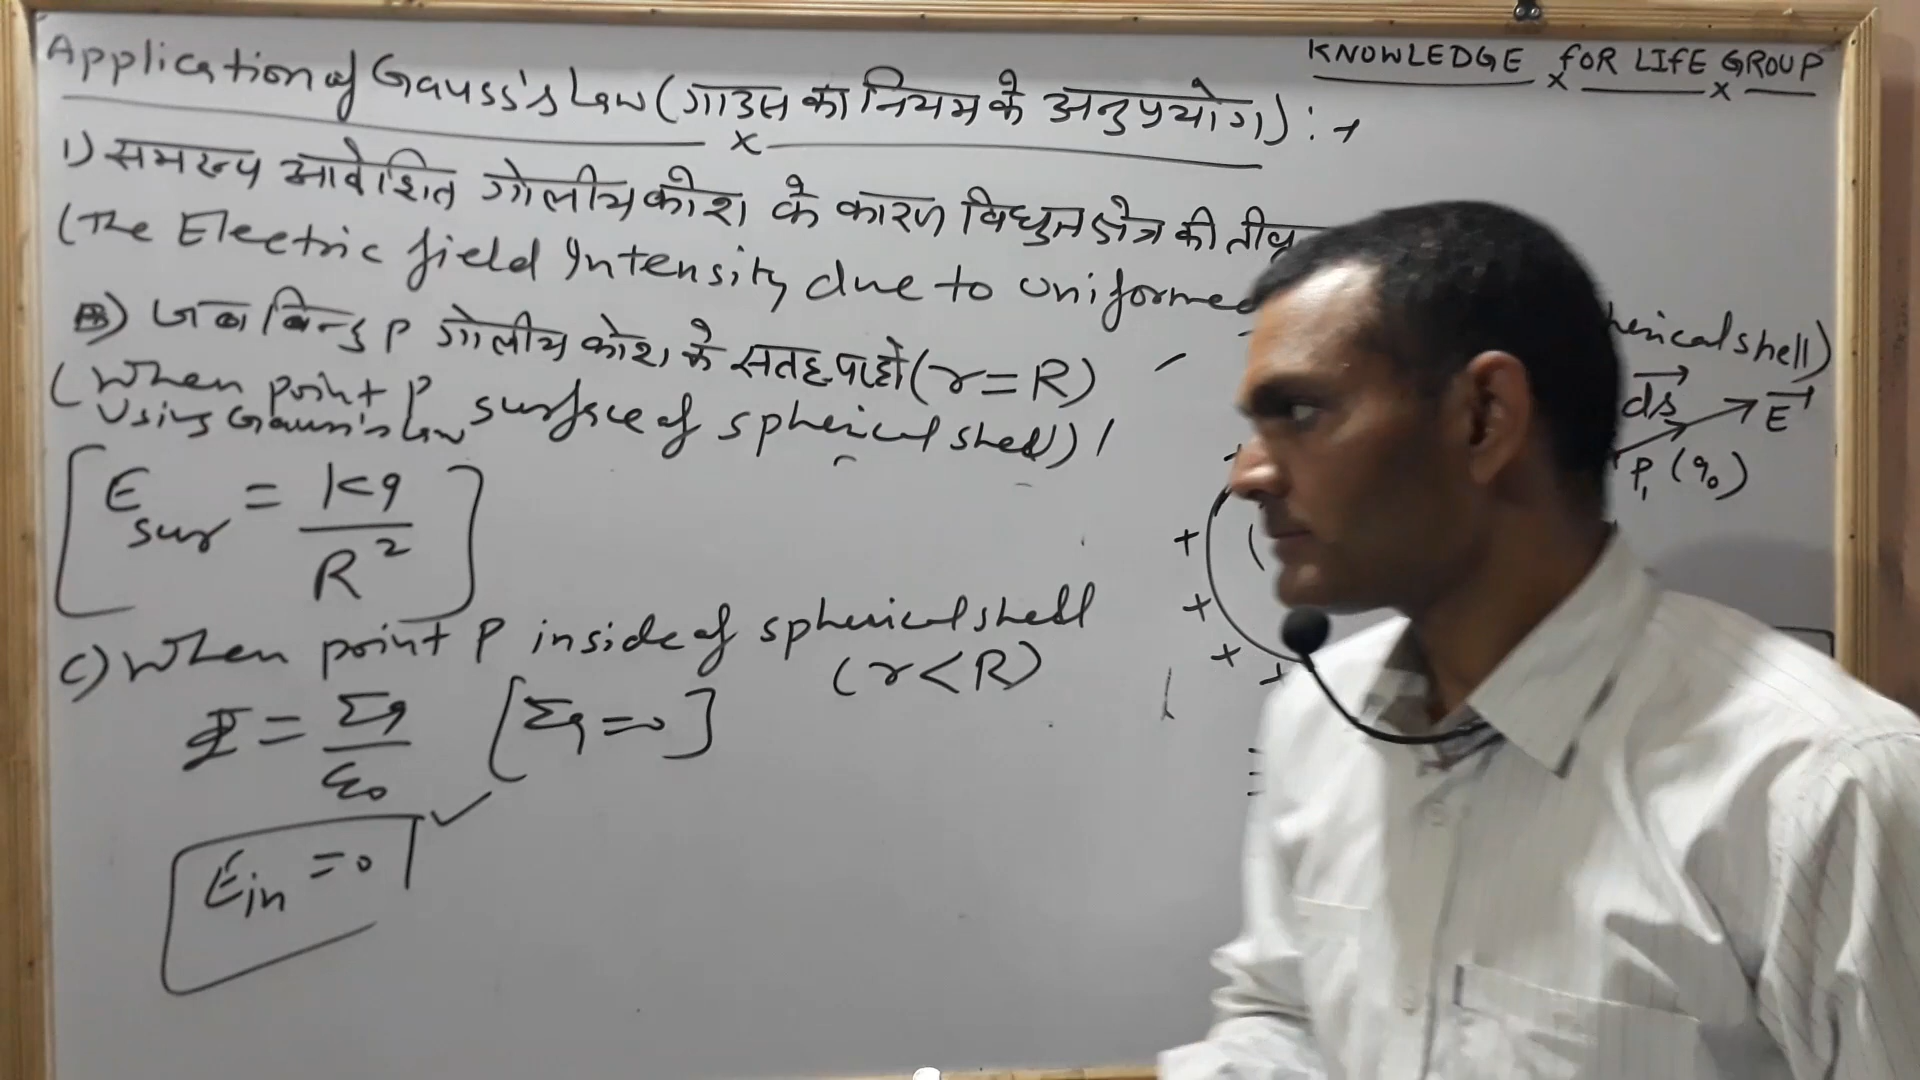 KNOWLEDGE FOR LIFE GROUP
Application of Gauss's Law (गाउस का नियम के अनुप्रयोग) :→
1) समरूप आवेशित गोलीय कोश के कारण विधुत क्षेत्र की तीव्र
(The Electric field Intensity due to uniformed
herical shell)
B) जब बिन्दु P गोलीय कोश के सतह पर हो (r=R)
(When point P surface of spherical shell)
Using Gauss's Law
E sur = kq / R²
C) When point P inside of spherical shell
(r<R)
Φ = Σq / ε₀ [Σq=0]
E in = 0
ds E
P₁ (q₀)
+
+
+ +